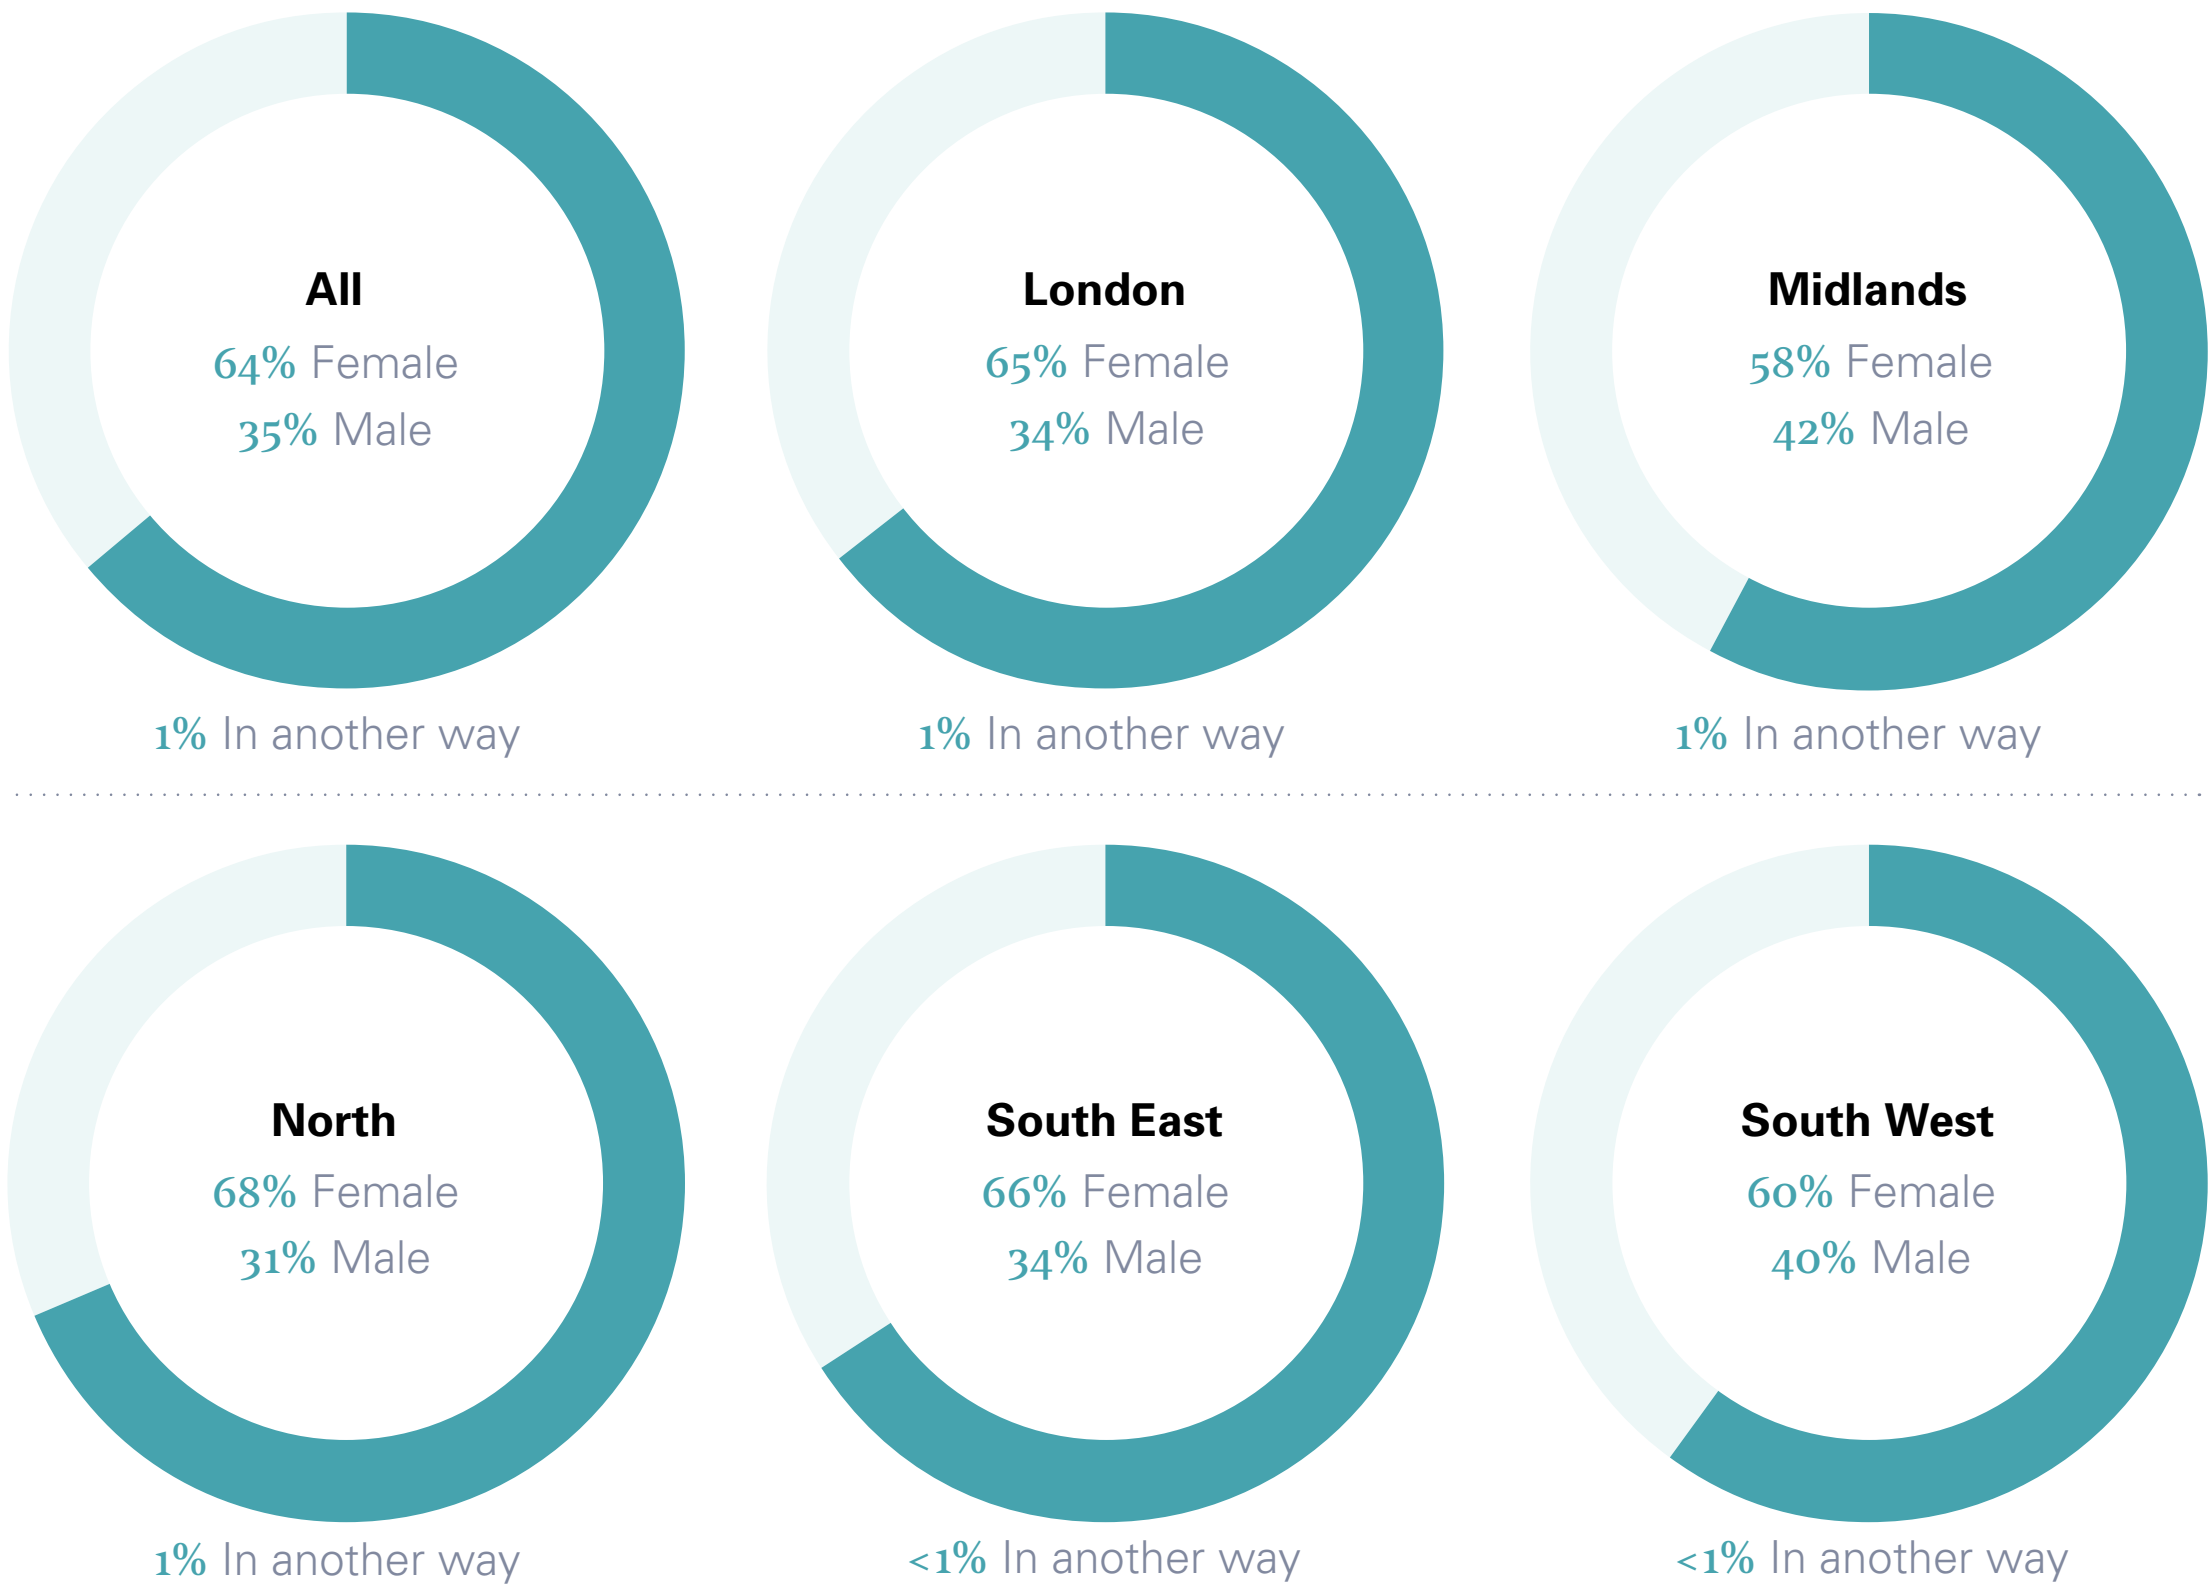 All
64% Female
35% Male
1% In another way
London
65% Female
34% Male
1% In another way
Midlands
58% Female
42% Male
1% In another way
North
68% Female
31% Male
1% In another way
South East
66% Female
34% Male
<1% In another way
South West
60% Female
40% Male
<1% In another way